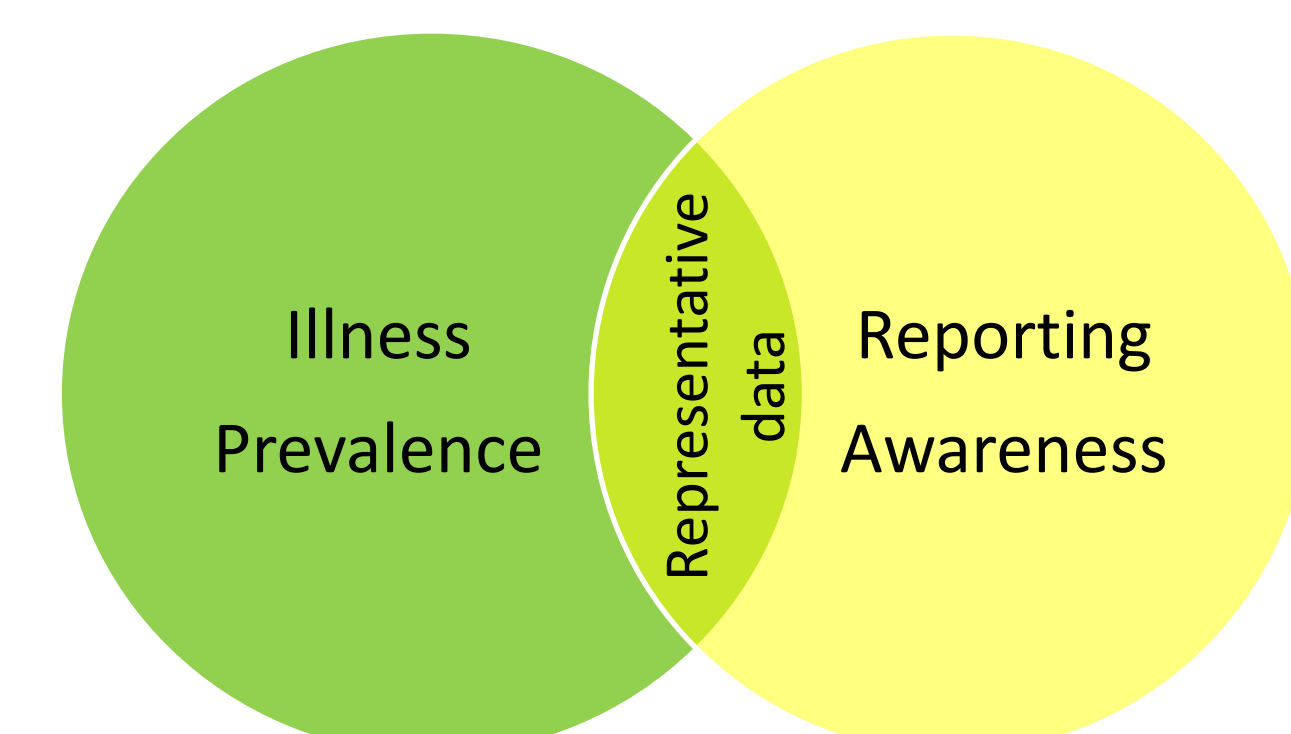 Illness
Prevalence
Representative
data
Reporting
Awareness